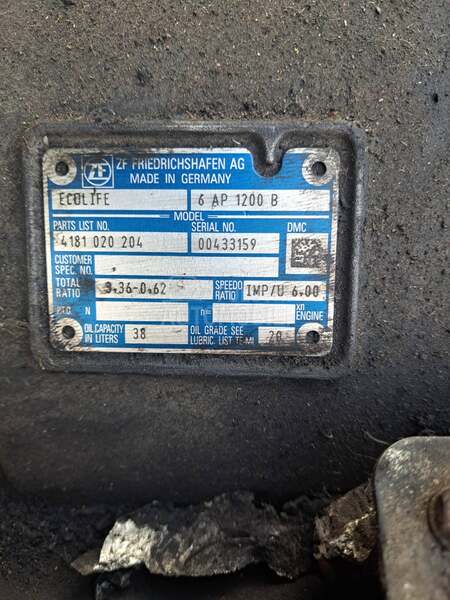 ZF
ZF FRIEDRICHSHAFEN AG
MADE IN GERMANY
ECOLIFE 6 AP 1200 B
MODEL
PARTS LIST NO. SERIAL NO. DMC
4181 020 204 00433159
CUSTOMER
SPEC. NO.
TOTAL RATIO 3.36-0.62 SPEEDO RATIO IMP/U 6.00
N n= xn ENGINE
OIL CAPACITY IN LITERS 38 OIL GRADE SEE LUBRIC. LIST TE-ML 20